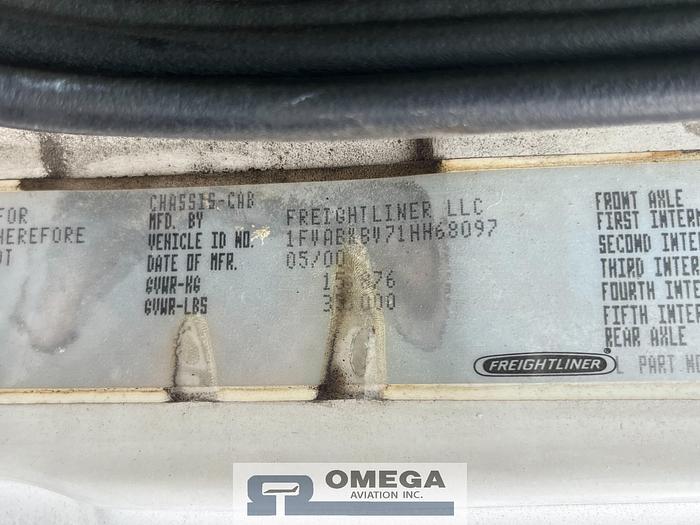 FOR
HEREFORE
OT
CHASSIS-CAB
MFD. BY FREIGHTLINER LLC
VEHICLE ID NO.
DATE OF MFR. 05/00
GVWR-KG
GVWR-LBS
FRONT AXLE
FIRST INTER
SECOND INTER
THIRD INTER
FOURTH INTER
FIFTH INTER
REAR AXLE
FREIGHTLINER
L PART NO
OMEGA
AVIATION INC.